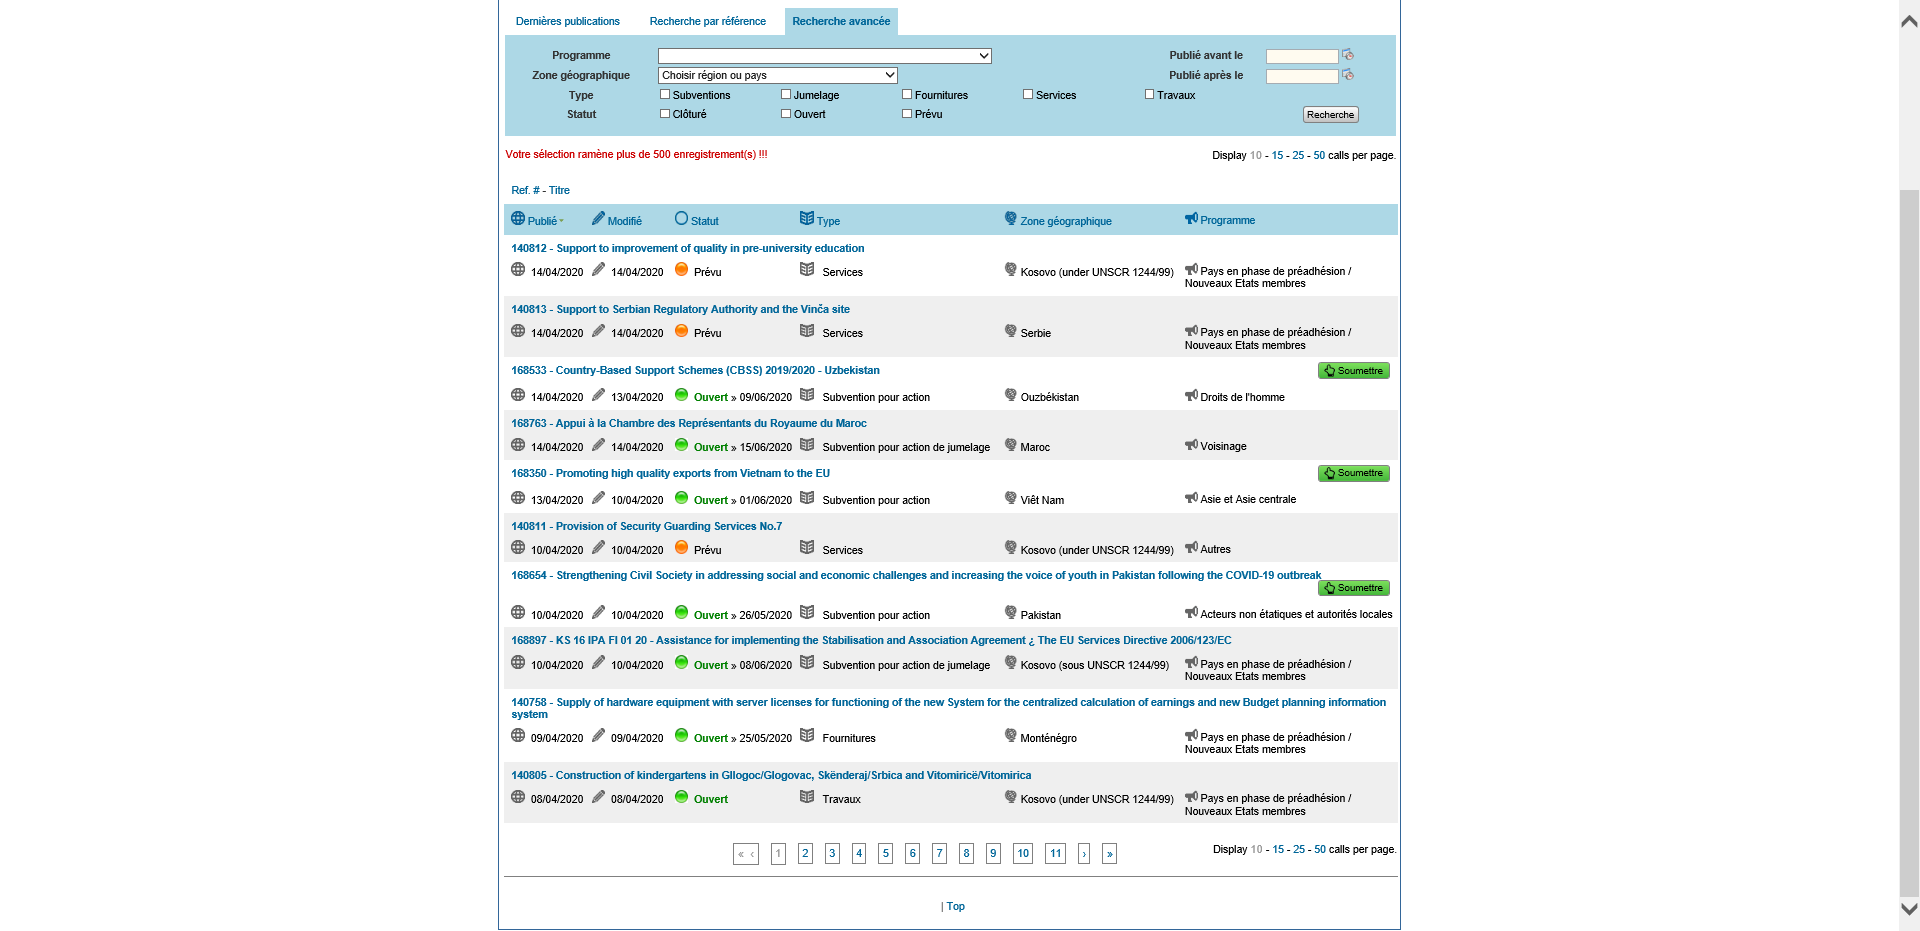 Dernières publications Recherche par référence Recherche avancée
Programme Publié avant le
Zone géographique Choisir région ou pays Publié après le
Type Subventions Jumelage Fournitures Services Travaux
Statut Clôturé Ouvert Prévu Recherche
Votre sélection ramène plus de 500 enregistrement(s) !!! Display 10 - 15 - 25 - 50 calls per page.
Ref. # - Titre
Publié Modifié Statut Type Zone géographique Programme
140812 - Support to improvement of quality in pre-university education
14/04/2020 14/04/2020 Prévu Services Kosovo (under UNSCR 1244/99) Pays en phase de préadhésion /
Nouveaux Etats membres
140813 - Support to Serbian Regulatory Authority and the Vinča site
14/04/2020 14/04/2020 Prévu Services Serbie Pays en phase de préadhésion /
Nouveaux Etats membres
168533 - Country-Based Support Schemes (CBSS) 2019/2020 - Uzbekistan Soumettre
14/04/2020 13/04/2020 Ouvert » 09/06/2020 Subvention pour action Ouzbékistan Droits de l'homme
168763 - Appui à la Chambre des Représentants du Royaume du Maroc
14/04/2020 14/04/2020 Ouvert » 15/06/2020 Subvention pour action de jumelage Maroc Voisinage
168350 - Promoting high quality exports from Vietnam to the EU Soumettre
13/04/2020 10/04/2020 Ouvert » 01/06/2020 Subvention pour action Viêt Nam Asie et Asie centrale
140811 - Provision of Security Guarding Services No.7
10/04/2020 10/04/2020 Prévu Services Kosovo (under UNSCR 1244/99) Autres
168654 - Strengthening Civil Society in addressing social and economic challenges and increasing the voice of youth in Pakistan following the COVID-19 outbreak
Soumettre
10/04/2020 10/04/2020 Ouvert » 26/05/2020 Subvention pour action Pakistan Acteurs non étatiques et autorités locales
168897 - KS 16 IPA FI 01 20 - Assistance for implementing the Stabilisation and Association Agreement ¿ The EU Services Directive 2006/123/EC
10/04/2020 10/04/2020 Ouvert » 08/06/2020 Subvention pour action de jumelage Kosovo (sous UNSCR 1244/99) Pays en phase de préadhésion /
Nouveaux Etats membres
140758 - Supply of hardware equipment with server licenses for functioning of the new System for the centralized calculation of earnings and new Budget planning information
system
09/04/2020 09/04/2020 Ouvert » 25/05/2020 Fournitures Monténégro Pays en phase de préadhésion /
Nouveaux Etats membres
140805 - Construction of kindergartens in Gllogoc/Glogovac, Skënderaj/Srbica and Vitomiricë/Vitomirica
08/04/2020 08/04/2020 Ouvert Travaux Kosovo (under UNSCR 1244/99) Pays en phase de préadhésion /
Nouveaux Etats membres
« ‹ 1 2 3 4 5 6 7 8 9 10 11 › » Display 10 - 15 - 25 - 50 calls per page.
| Top